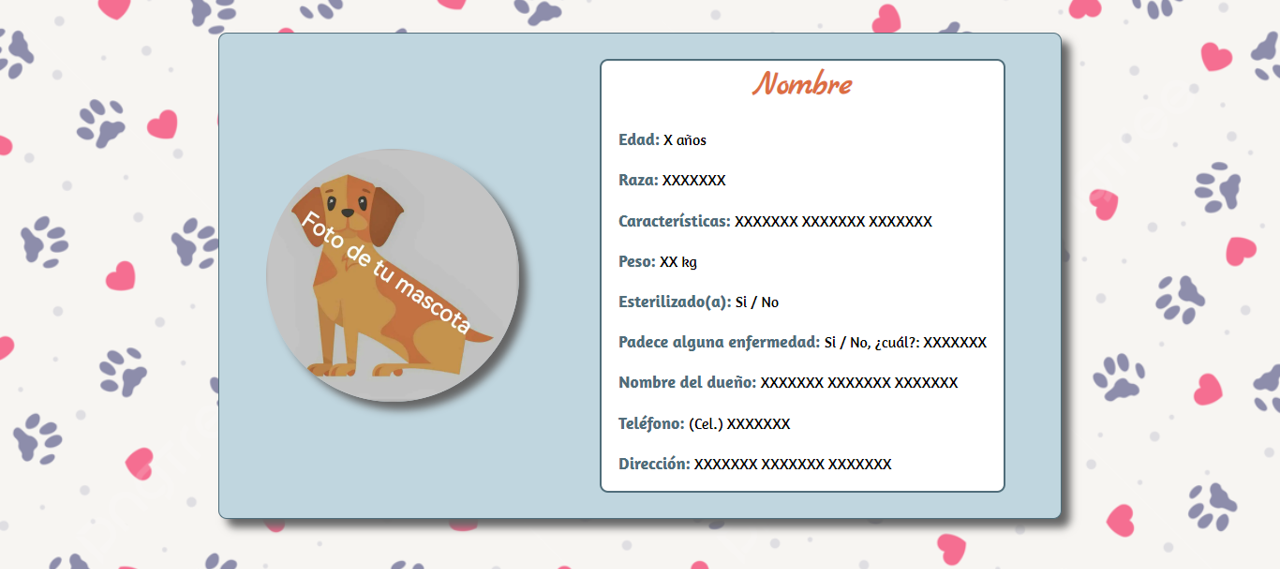 Foto de tu mascota
Nombre
Edad: X años
Raza: XXXXXXX
Características: XXXXXXX XXXXXXX XXXXXXX
Peso: XX kg
Esterilizado(a): Si / No
Padece alguna enfermedad: Si / No, ¿cuál?: XXXXXXX
Nombre del dueño: XXXXXXX XXXXXXX XXXXXXX
Teléfono: (Cel.) XXXXXXX
Dirección: XXXXXXX XXXXXXX XXXXXXX